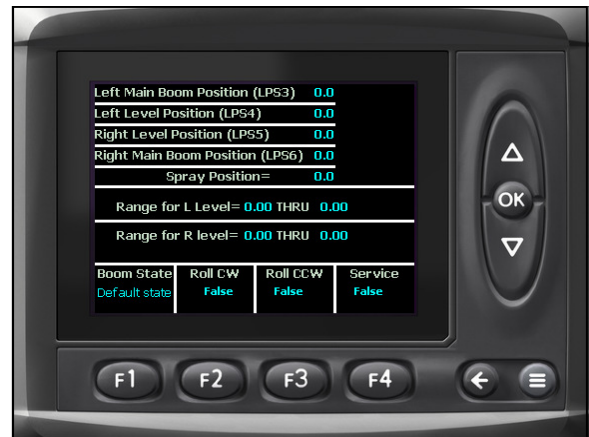 Left Main Boom Position (LPS3) 0.0
Left Level Position (LPS4) 0.0
Right Level Position (LPS5) 0.0
Right Main Boom Position (LPS6) 0.0
Spray Position= 0.0
Range for L Level= 0.00 THRU 0.00
Range for R level= 0.00 THRU 0.00
Boom State Roll CW Roll CCW Service
Default state False False False
OK
F1 F2 F3 F4